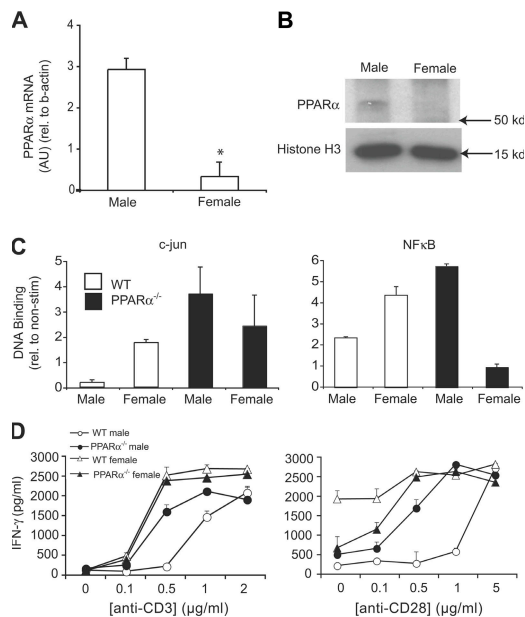 A
PPARα mRNA
(AU) (rel. to b-actin)
4
3
2
1
0
*
Male
Female
B
Male
Female
PPARα
50 kd
Histone H3
15 kd
C
c-jun
DNA Binding
(rel. to non-stim)
5
4
3
2
1
0
WT
PPARα-/-
Male
Female
Male
Female
NFκB
6
5
4
3
2
1
0
Male
Female
Male
Female
D
WT male
PPARα-/- male
WT female
PPARα-/- female
IFN-γ
(pg/ml)
3000
2500
2000
1500
1000
500
0
0
0.1
0.5
1
2
[anti-CD3] (µg/ml)
3000
2500
2000
1500
1000
500
0
0
0.1
0.5
1
5
[anti-CD28] (µg/ml)